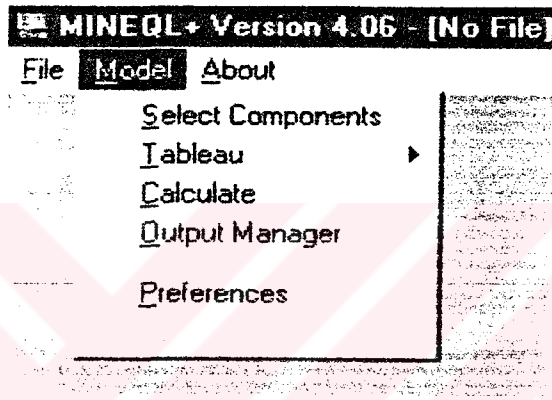 MINEQL+ Version 4.06 - [No File]
File Model About
Select Components
Tableau
Calculate
Output Manager
Preferences